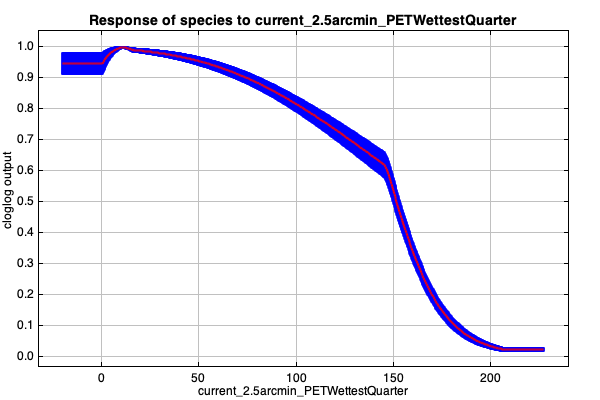 Response of species to current_2.5arcmin_PETWettestQuarter
1.0
0.9
0.8
0.7
0.6
0.5
0.4
0.3
0.2
0.1
0.0
cloglog output
0 50 100 150 200
current_2.5arcmin_PETWettestQuarter